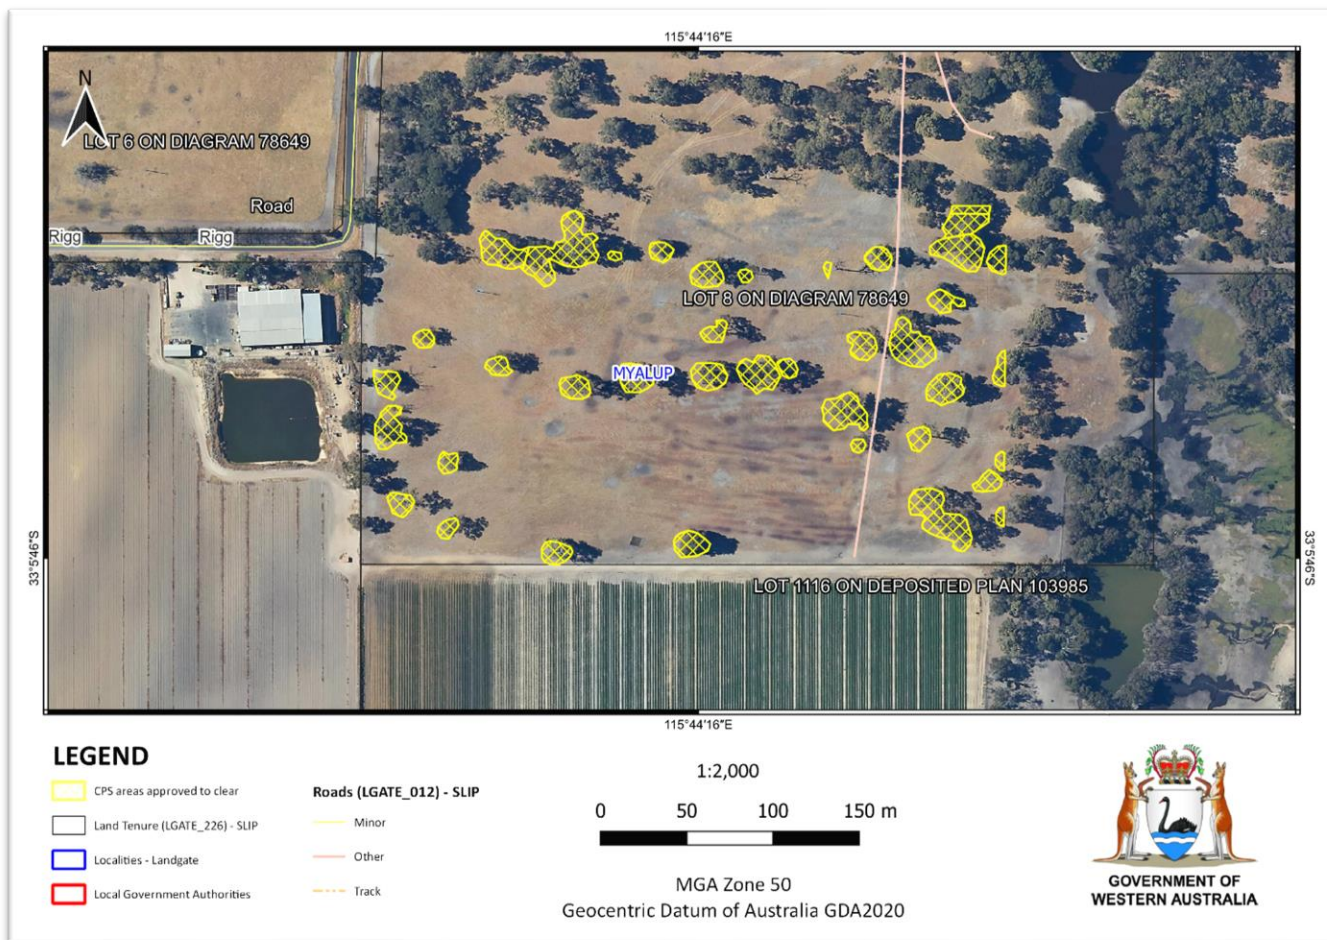 115°44'16"E
N
LOT 6 ON DIAGRAM 78649
Road
Rigg
Rigg
LOT 8 ON DIAGRAM 78649
MYALUP
33°5'46"S
33°5'46"S
LOT 1116 ON DEPOSITED PLAN 103985
115°44'16"E
LEGEND
CPS areas approved to clear
Land Tenure (LGATE_226) - SLIP
Localities - Landgate
Local Government Authorities
Roads (LGATE_012) - SLIP
Minor
Other
Track
1:2,000
0 50 100 150 m
MGA Zone 50
Geocentric Datum of Australia GDA2020
GOVERNMENT OF
WESTERN AUSTRALIA